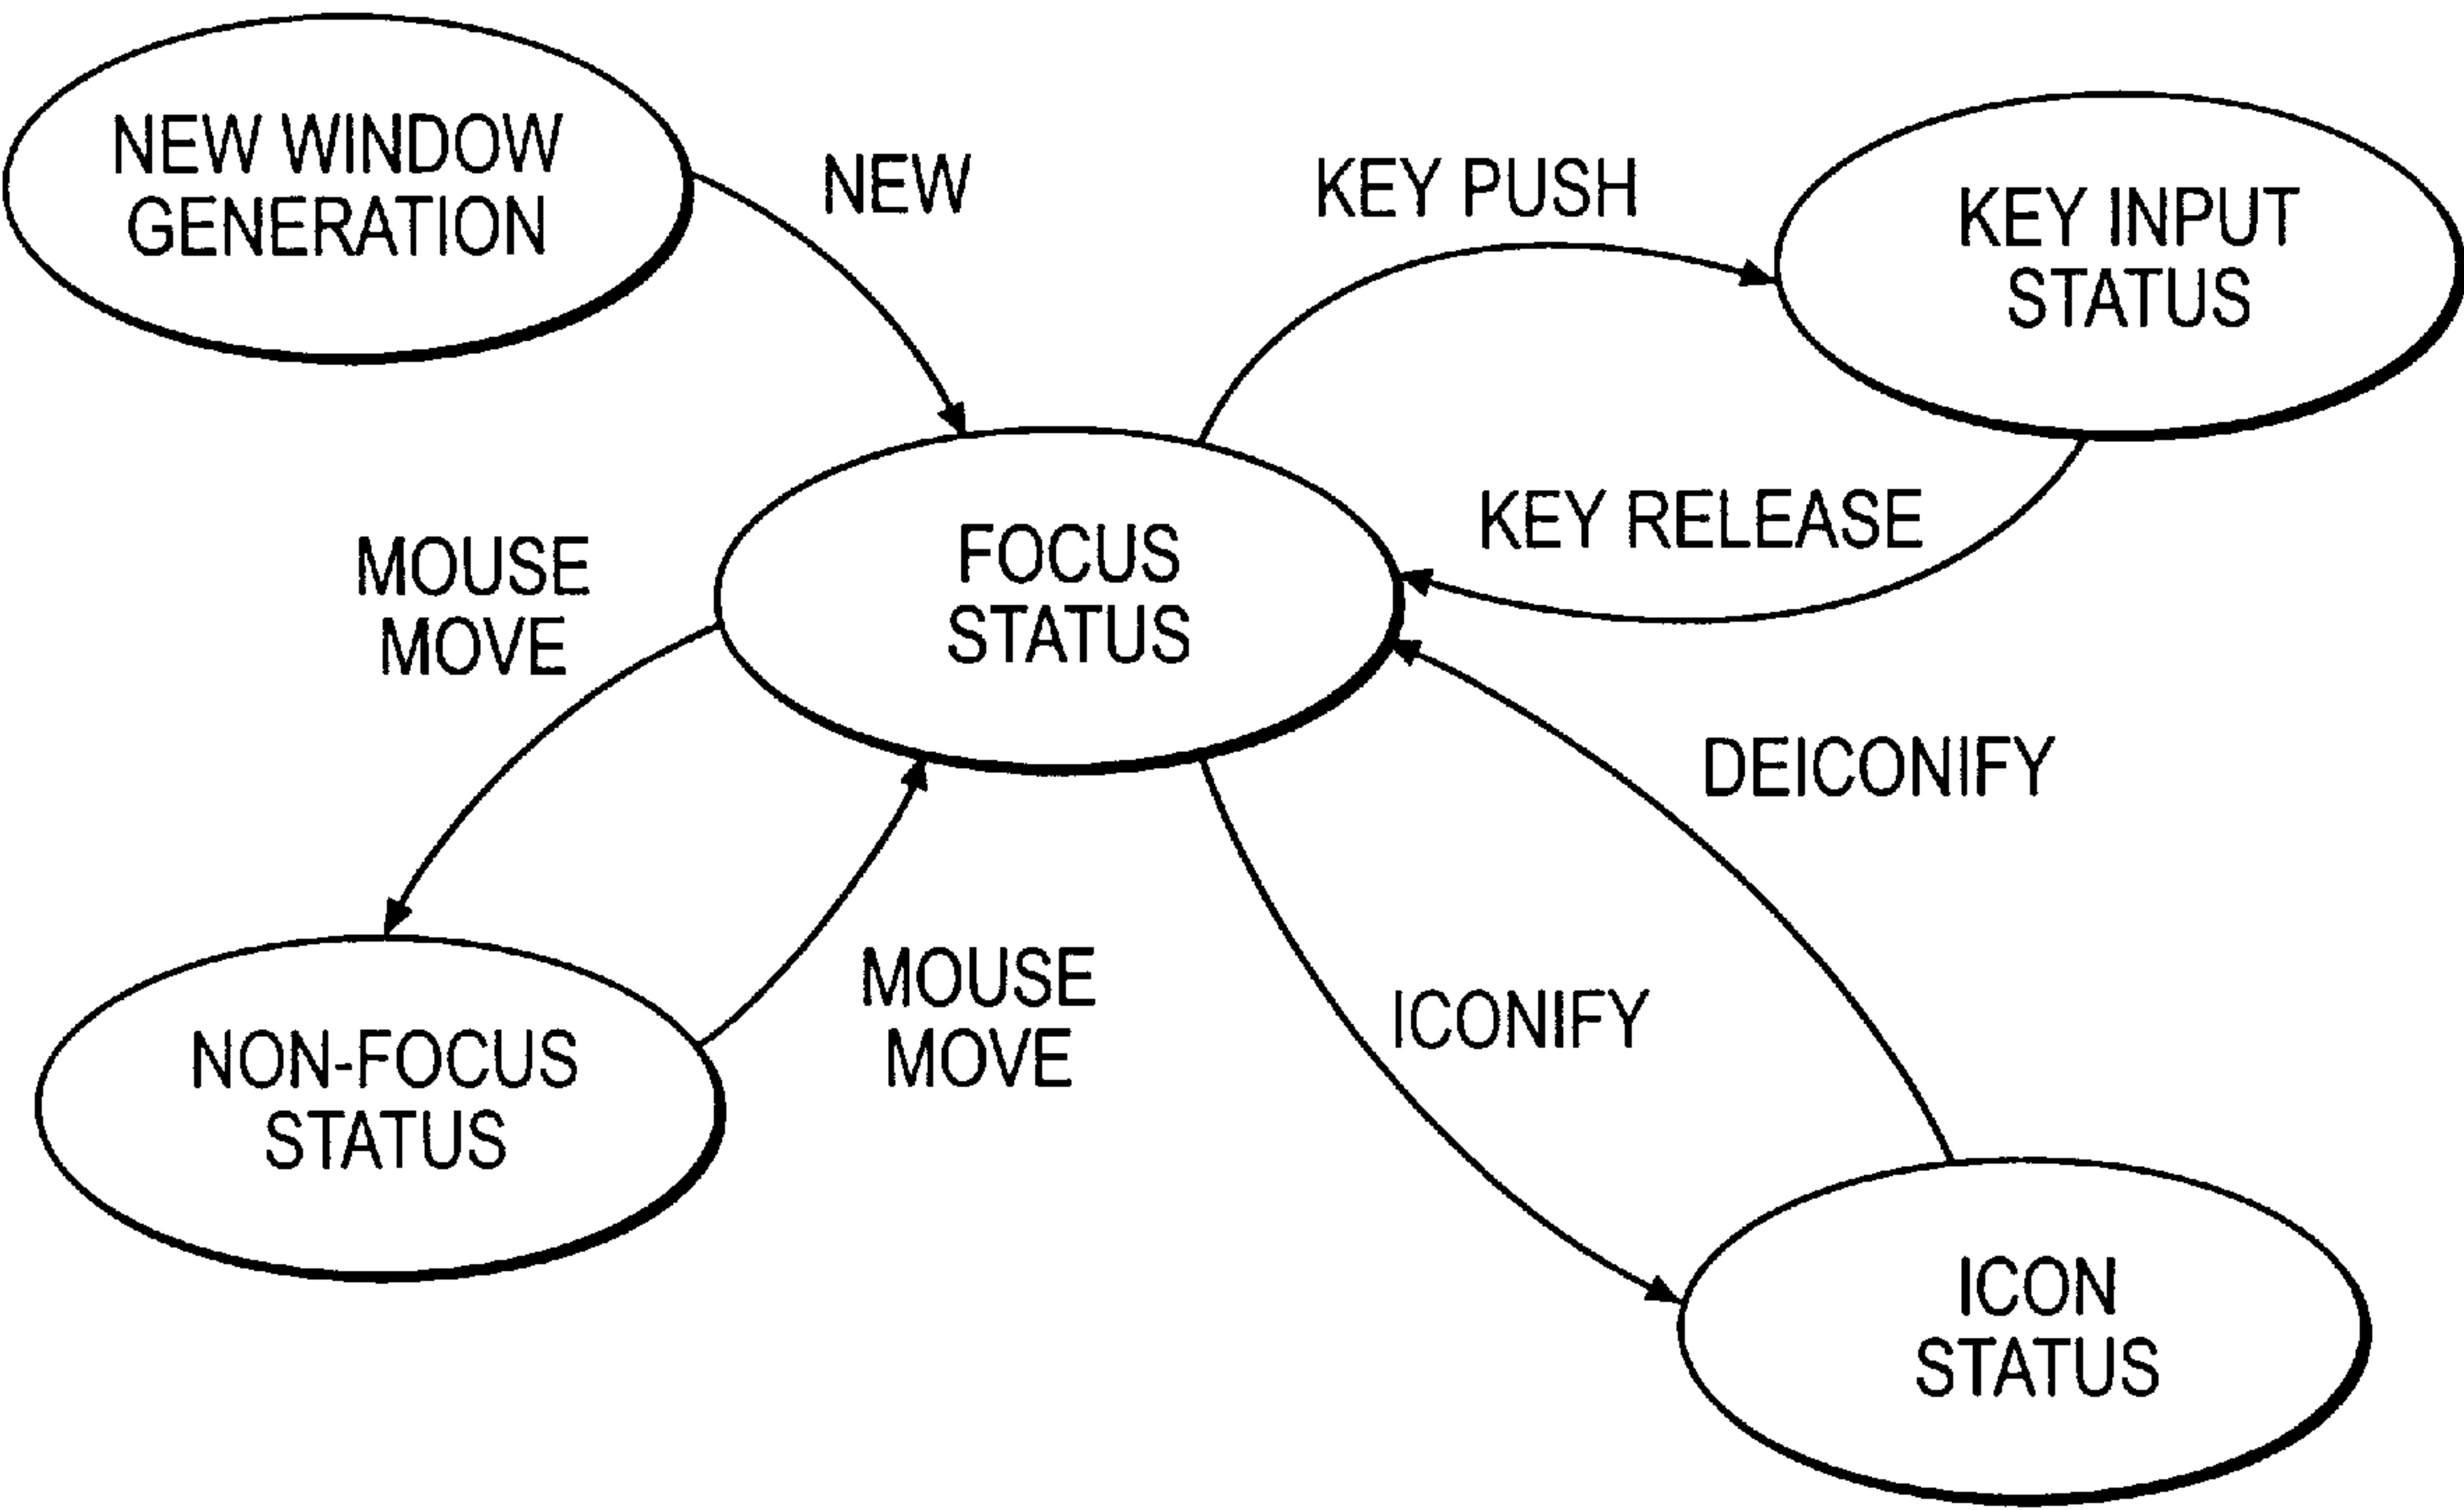 NEW WINDOW
GENERATION
NEW
KEY PUSH
KEY INPUT
STATUS
KEY RELEASE
FOCUS
STATUS
MOUSE
MOVE
DEICONIFY
MOUSE
MOVE
ICONIFY
NON-FOCUS
STATUS
ICON
STATUS